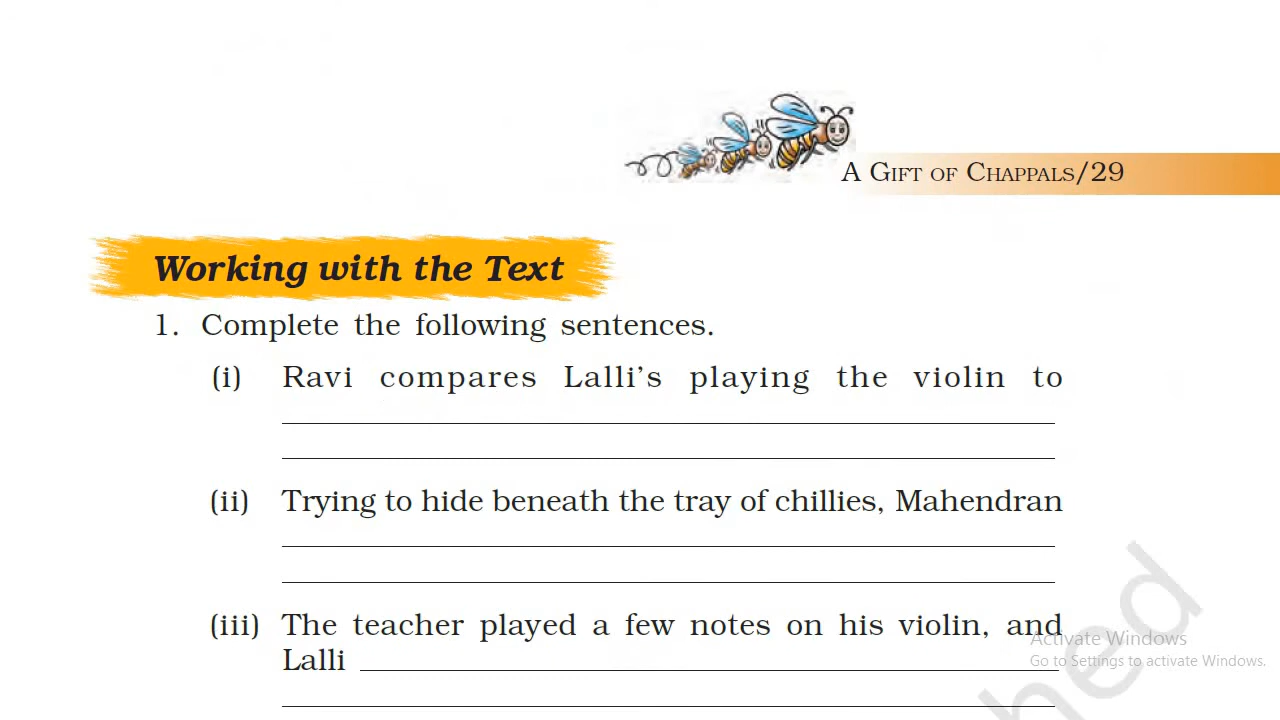 A Gift of Chappals/29
Working with the Text
1. Complete the following sentences.
(i) Ravi compares Lalli’s playing the violin to
(ii) Trying to hide beneath the tray of chillies, Mahendran
(iii) The teacher played a few notes on his violin, and
Lalli
Activate Windows
Go to Settings to activate Windows.
hed